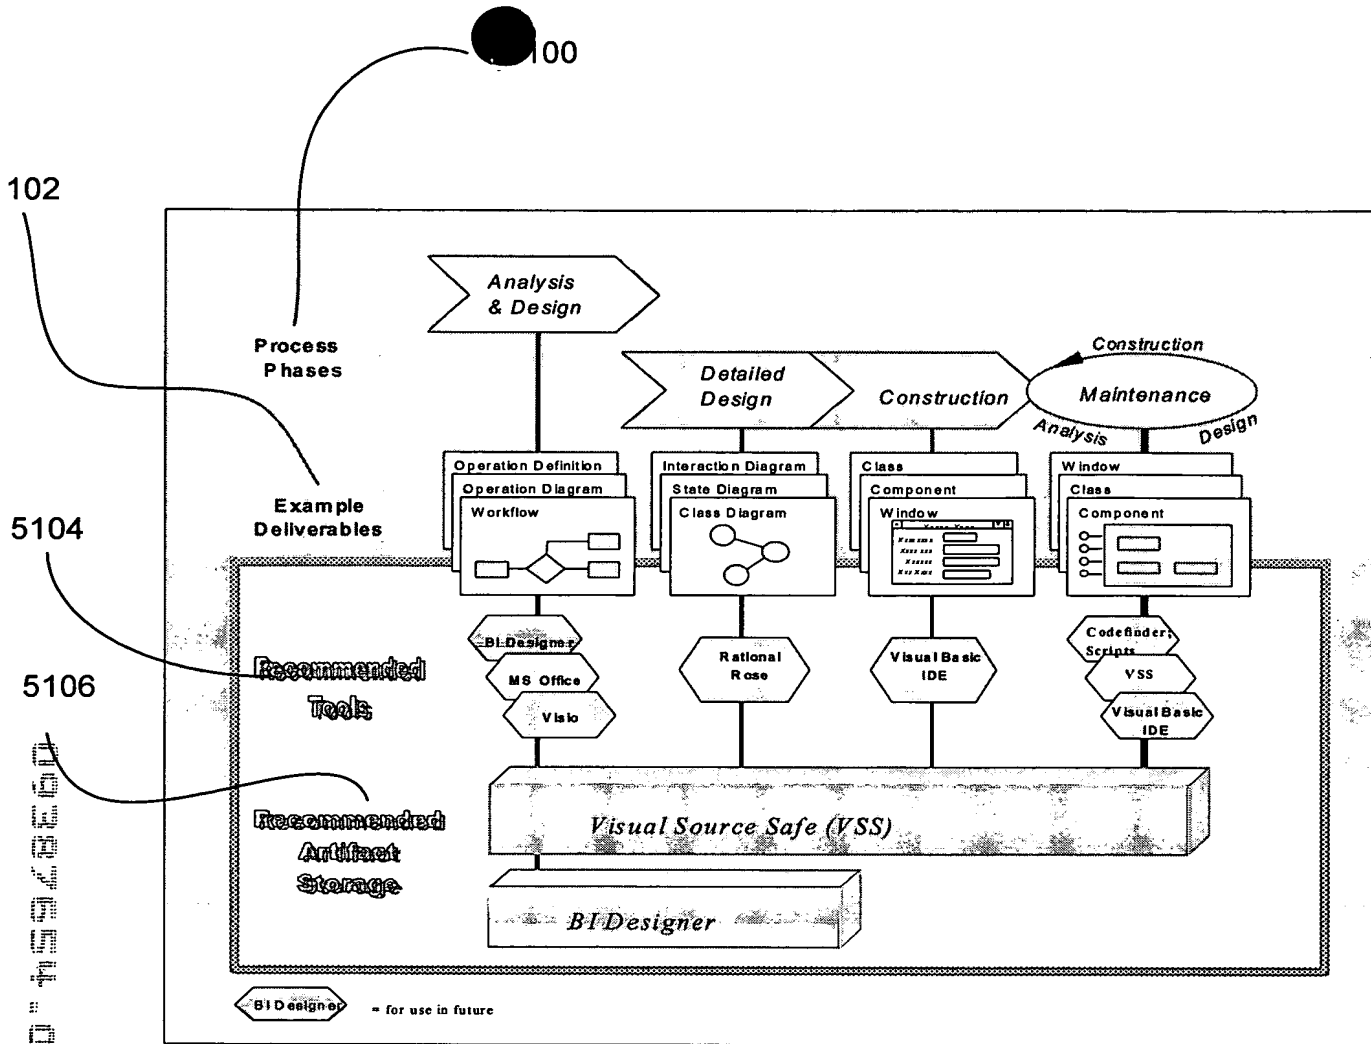 100
102
Analysis
& Design
Process
Phases
Construction
Detailed
Design
Construction
Maintenance
Analysis
Design
Example
Deliverables
Operation Definition
Operation Diagram
Workflow
Interaction Diagram
State Diagram
Class Diagram
Class
Component
Window
Window
Class
Component
5104
Recommended
Tools
BI Designer
MS Office
Visio
Rational
Rose
Visual Basic
IDE
Codefinder;
Scripts
VSS
Visual Basic
IDE
5106
Recommended
Artifact
Storage
Visual Source Safe (VSS)
BI Designer
BI Designer = for use in future